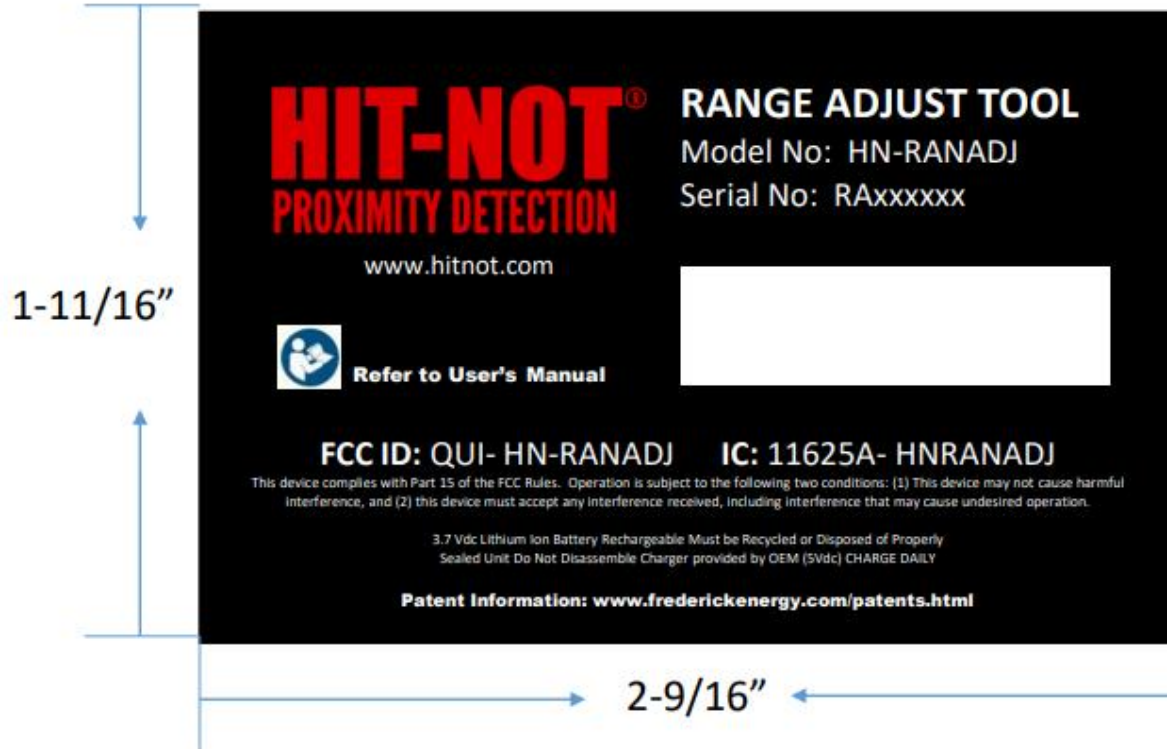 HIT-NOT®
PROXIMITY DETECTION
www.hitnot.com
RANGE ADJUST TOOL
Model No: HN-RANADJ
Serial No: RAxxxxxx
1-11/16”
Refer to User’s Manual
FCC ID: QUI- HN-RANADJ IC: 11625A- HNRANADJ
This device complies with Part 15 of the FCC Rules. Operation is subject to the following two conditions: (1) This device may not cause harmful
interference, and (2) this device must accept any interference received, including interference that may cause undesired operation.
3.7 Vdc Lithium Ion Battery Rechargeable Must be Recycled or Disposed of Properly
Sealed Unit Do Not Disassemble Charger provided by OEM (5Vdc) CHARGE DAILY
Patent Information: www.frederickenergy.com/patents.html
2-9/16”